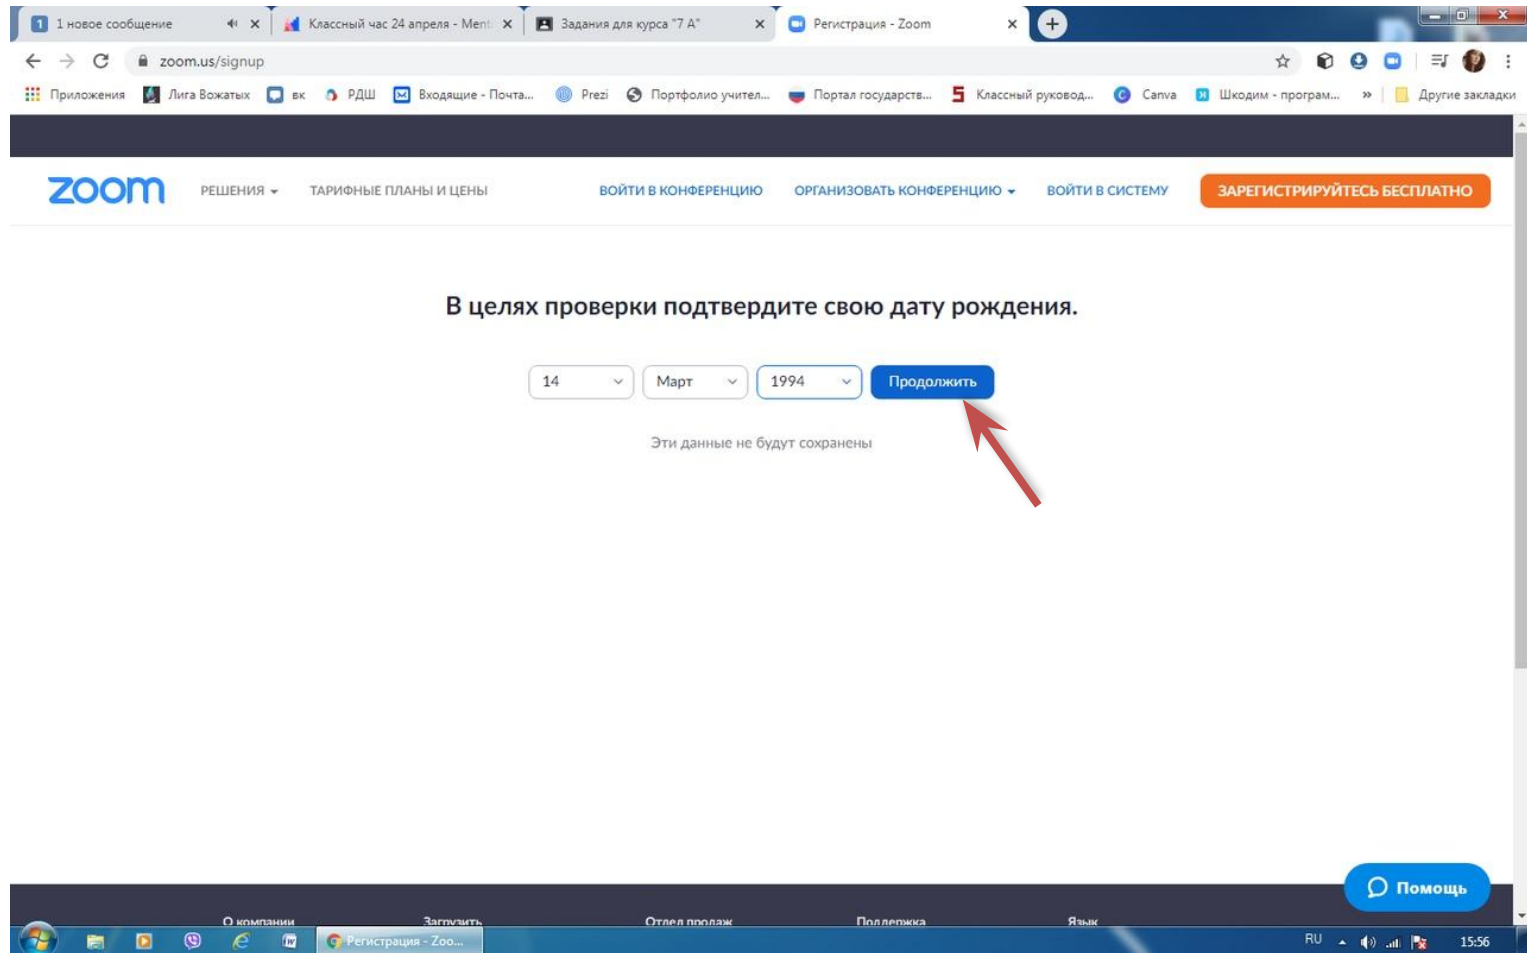 1 новое сообщение
Классный час 24 апреля - Ment
Задания для курса "7 А"
Регистрация - Zoom
zoom.us/signup
Приложения
Лига Вожатых
вк
РДШ
Входящие - Почта...
Prezi
Портфолио учител...
Портал государств...
Классный руковод...
Canva
Шкодим - програм...
»
Другие закладки
zoom
РЕШЕНИЯ
ТАРИФНЫЕ ПЛАНЫ И ЦЕНЫ
ВОЙТИ В КОНФЕРЕНЦИЮ
ОРГАНИЗОВАТЬ КОНФЕРЕНЦИЮ
ВОЙТИ В СИСТЕМУ
ЗАРЕГИСТРИРУЙТЕСЬ БЕСПЛАТНО
В целях проверки подтвердите свою дату рождения.
14
Март
1994
Продолжить
Эти данные не будут сохранены
Помощь
О компании
Загрузить
Отдел продаж
Поддержка
Язык
Регистрация - Zoo...
RU
15:56